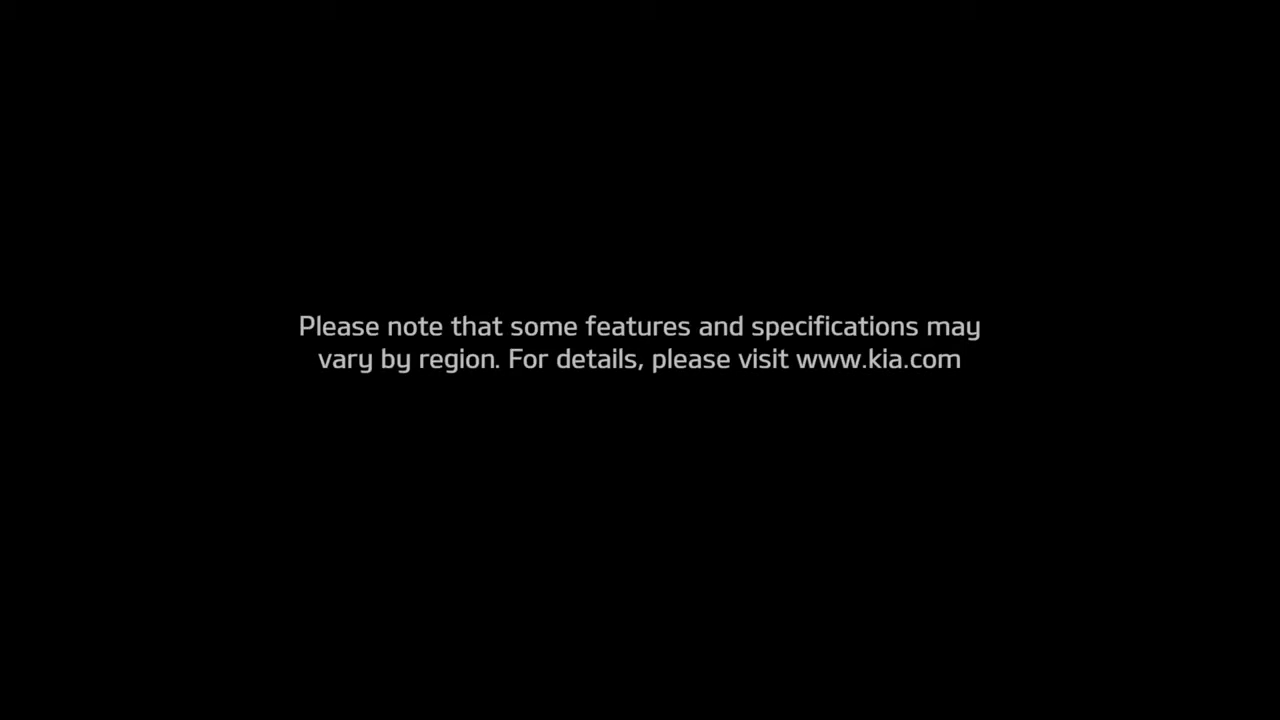 Please note that some features and specifications may
vary by region. For details, please visit www.kia.com